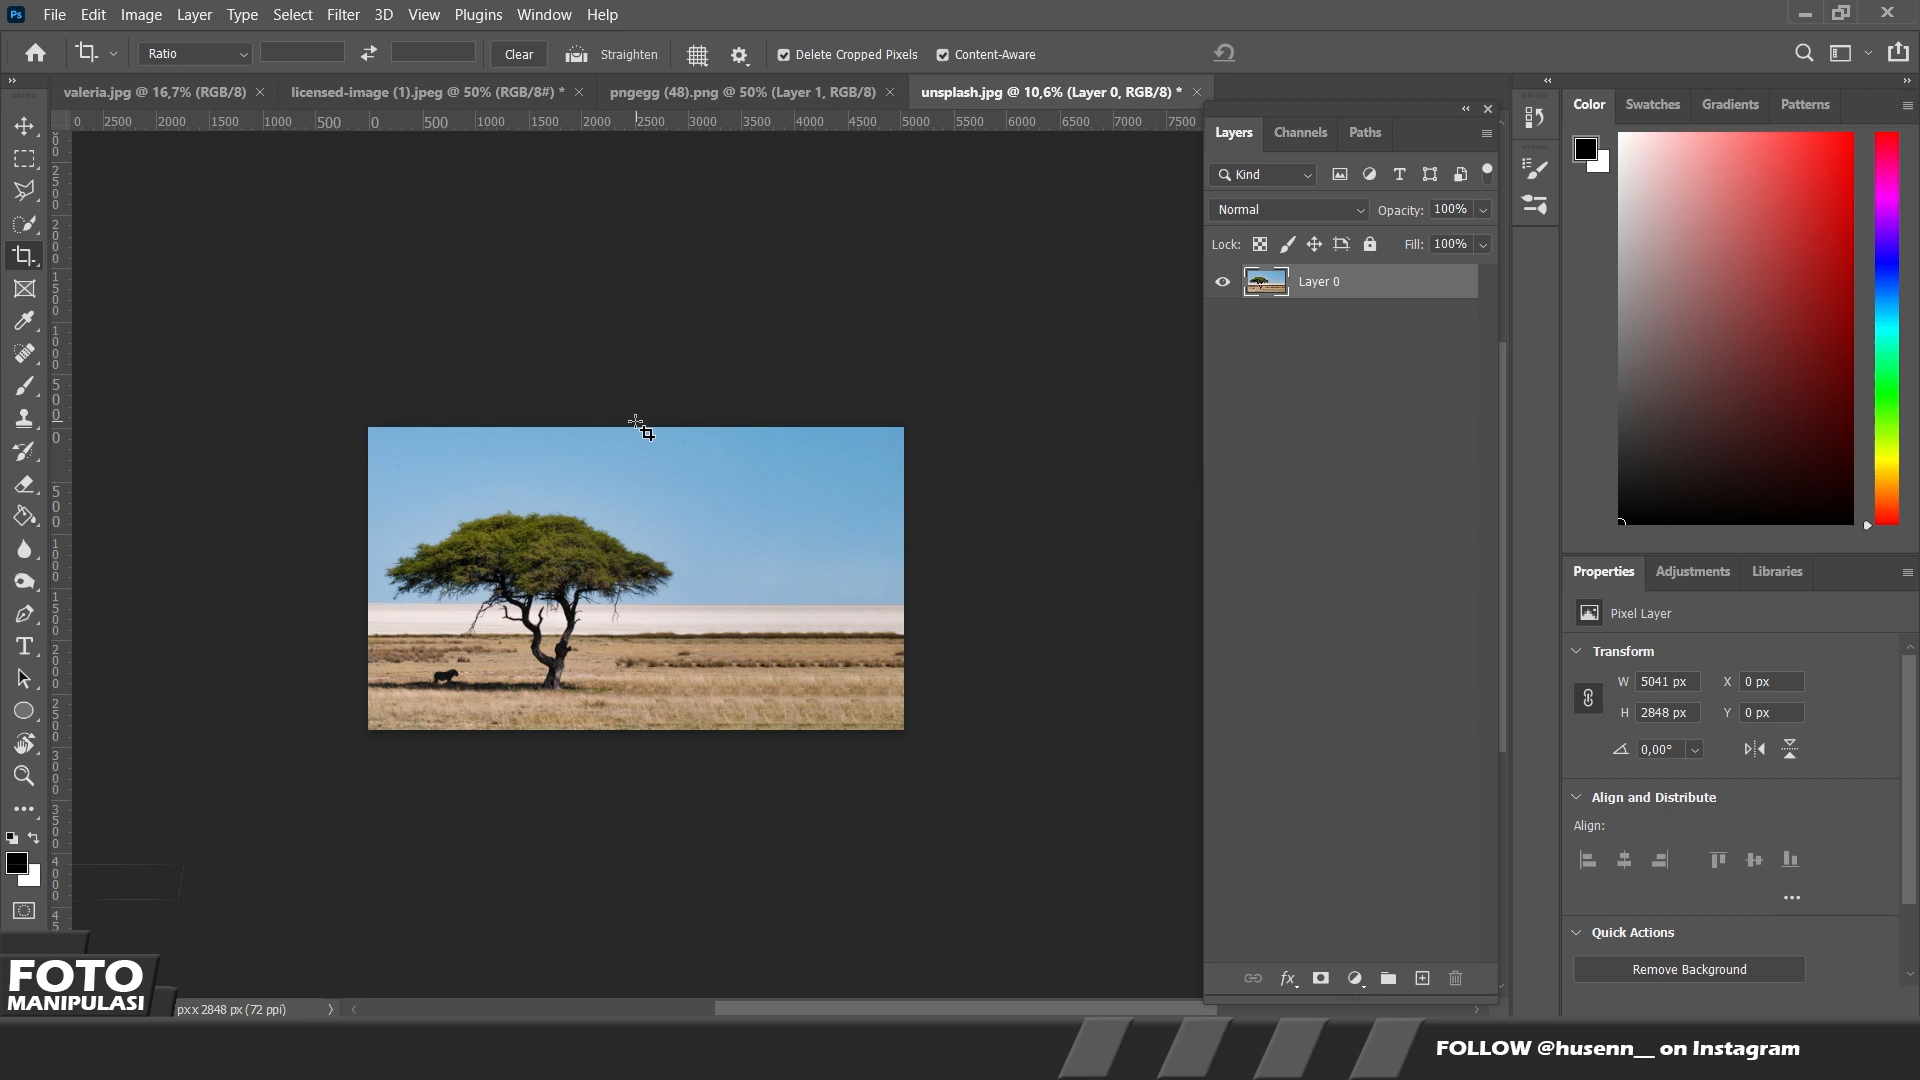 Ps File Edit Image Layer Type Select Filter 3D View Plugins Window Help
Ratio Clear Straighten Delete Cropped Pixels Content-Aware
valeria.jpg @ 16,7% (RGB/8) licensed-image (1).jpeg @ 50% (RGB/8#) * pngegg (48).png @ 50% (Layer 1, RGB/8) unsplash.jpg @ 10,6% (Layer 0, RGB/8) *
0 2500 2000 1500 1000 500 0 500 1000 1500 2000 2500 3000 3500 4000 4500 5000 5500 6000 6500 7000 7500
Layers Channels Paths
Kind
Normal Opacity: 100%
Lock: Fill: 100%
Layer 0
Color Swatches Gradients Patterns
Properties Adjustments Libraries
Pixel Layer
Transform
W 5041 px X 0 px
H 2848 px Y 0 px
0,00°
Align and Distribute
Align:
Quick Actions
Remove Background
FOTO
MANIPULASI
px x 2848 px (72 ppi)
FOLLOW @husenn__ on Instagram